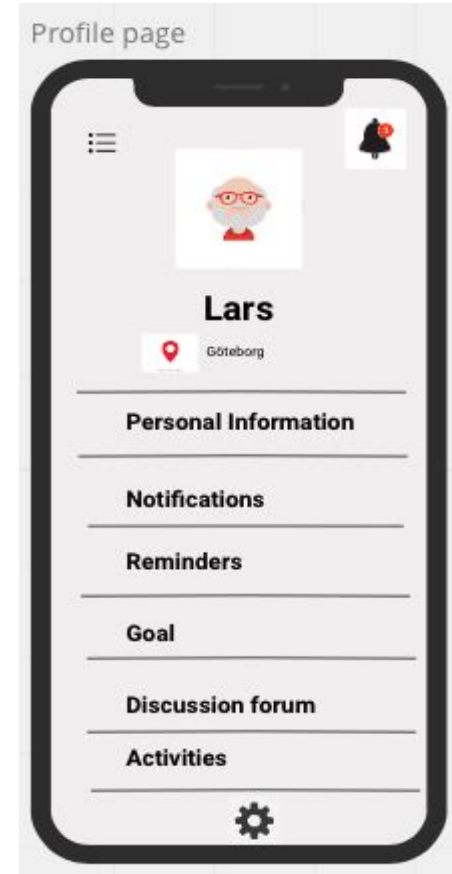 Profile page
Lars
Göteborg
Personal Information
Notifications
Reminders
Goal
Discussion forum
Activities